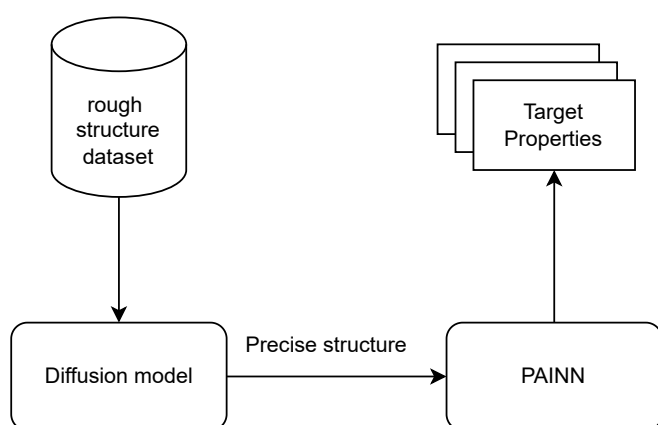 rough
structure
dataset
Target
Properties
Precise structure
Diffusion model
PAINN